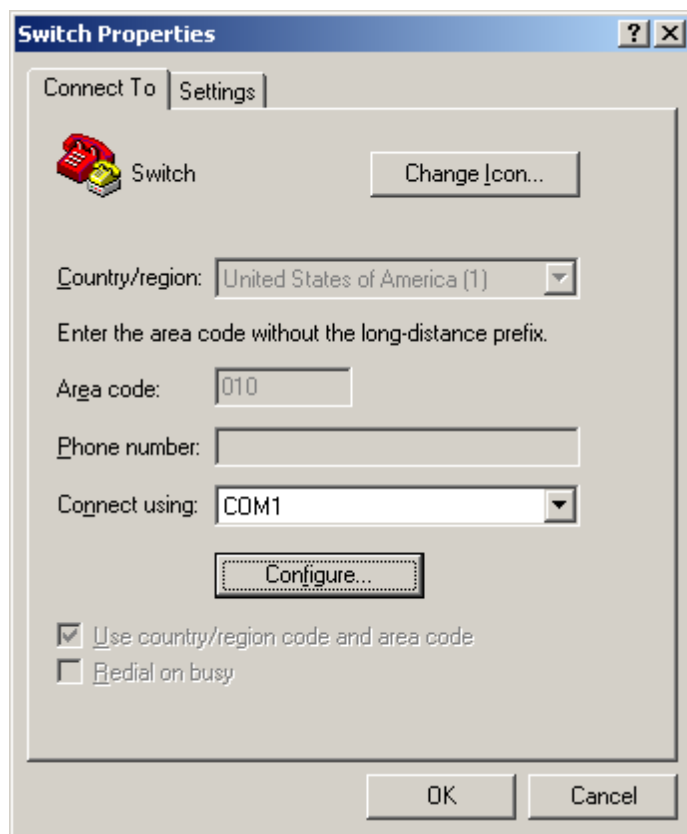 Switch Properties
Connect To Settings
Switch Change Icon...
Country/region: United States of America (1)
Enter the area code without the long-distance prefix.
Area code: 010
Phone number:
Connect using: COM1
Configure...
Use country/region code and area code
Redial on busy
OK Cancel